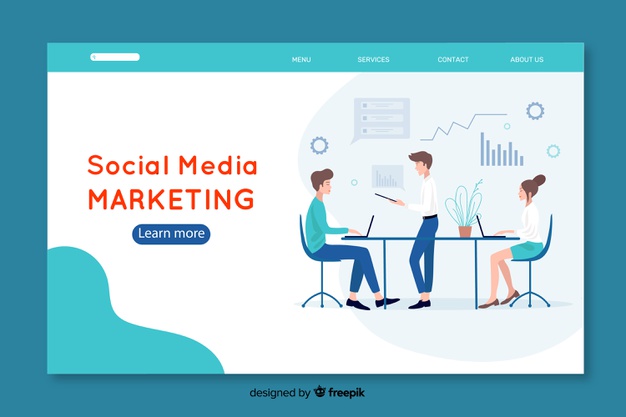 MENU SERVICES CONTACT ABOUT US
Social Media
MARKETING
Learn more
designed by freepik